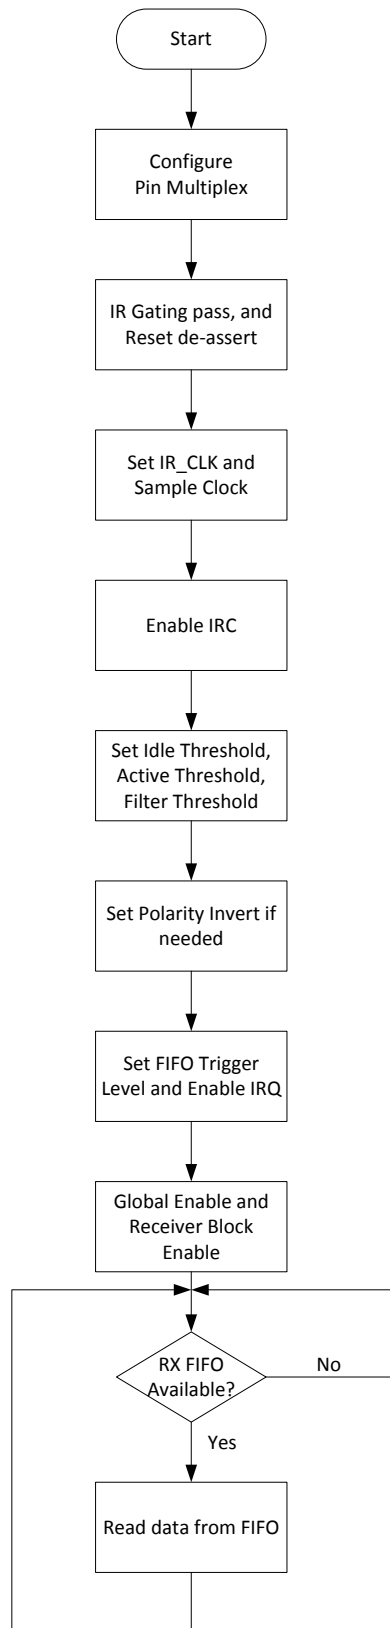 Start
Configure
Pin Multiplex
IR Gating pass, and
Reset de-assert
Set IR_CLK and
Sample Clock
Enable IRC
Set Idle Threshold,
Active Threshold,
Filter Threshold
Set Polarity Invert if
needed
Set FIFO Trigger
Level and Enable IRQ
Global Enable and
Receiver Block
Enable
RX FIFO
Available?
No
Yes
Read data from FIFO